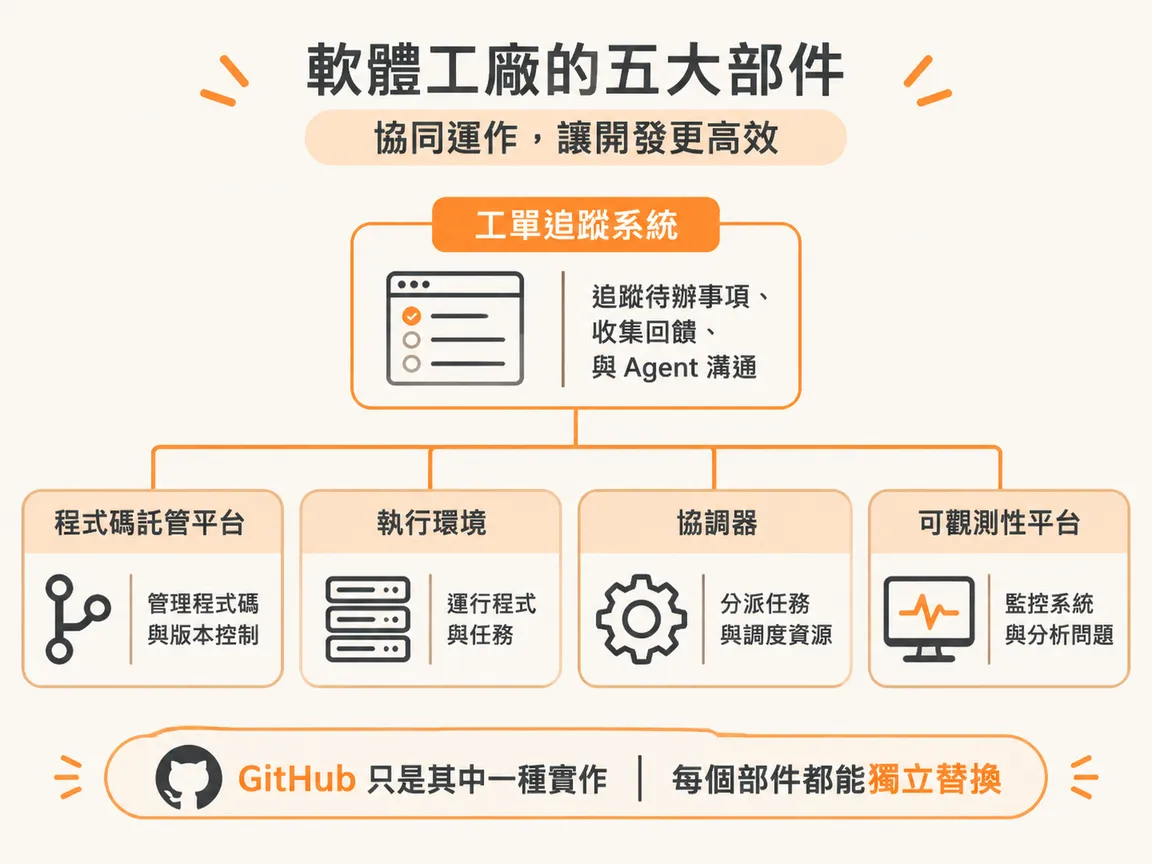 軟體工廠的五大部件
協同運作，讓開發更高效
工單追蹤系統
追蹤待辦事項、
收集回饋、
與 Agent 溝通
程式碼託管平台
管理程式碼
與版本控制
執行環境
運行程式
與任務
協調器
分派任務
與調度資源
可觀測性平台
監控系統
與分析問題
GitHub 只是其中一種實作 | 每個部件都能獨立替換